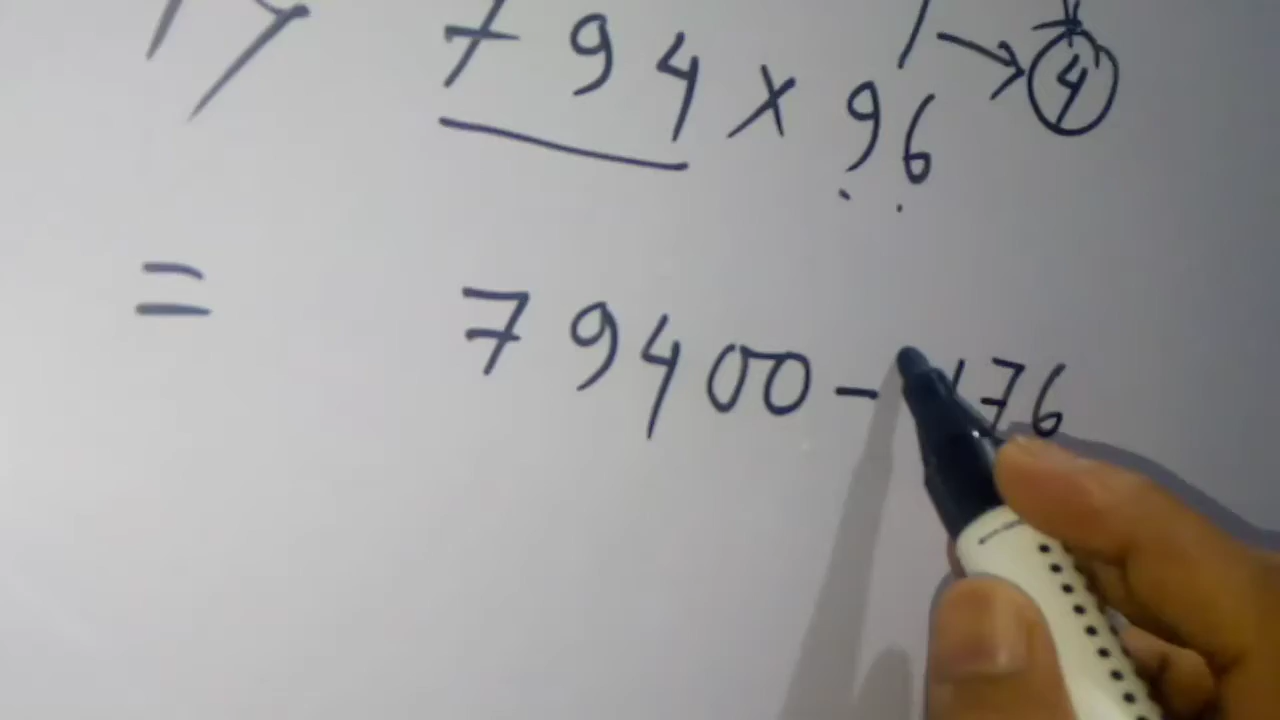 794 × 96 → 4
= 79400 - 176